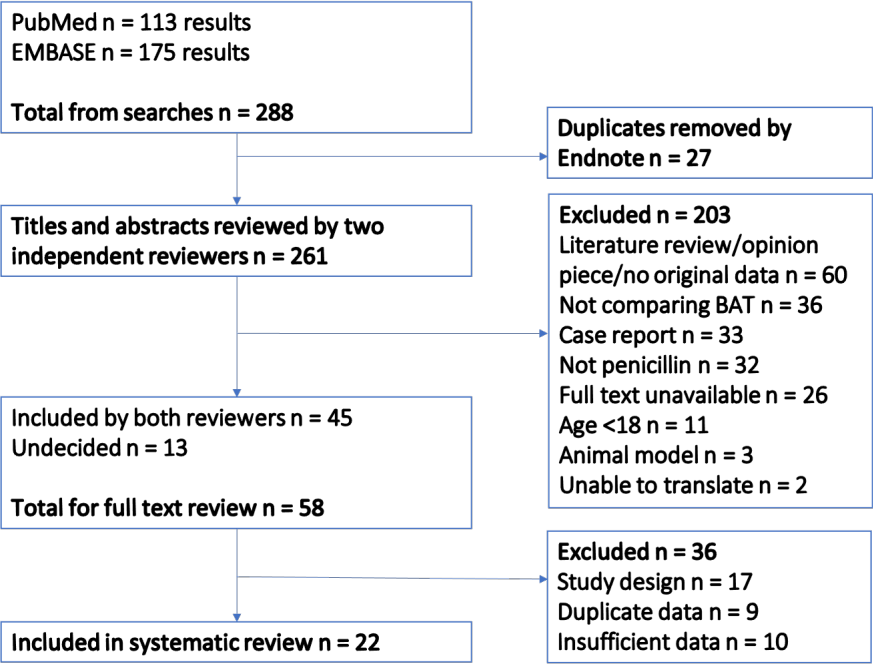 PubMed n = 113 results
EMBASE n = 175 results
Total from searches n = 288
Duplicates removed by
Endnote n = 27
Titles and abstracts reviewed by two
independent reviewers n = 261
Excluded n = 203
Literature review/opinion
piece/no original data n = 60
Not comparing BAT n = 36
Case report n = 33
Not penicillin n = 32
Full text unavailable n = 26
Age <18 n = 11
Animal model n = 3
Unable to translate n = 2
Included by both reviewers n = 45
Undecided n = 13
Total for full text review n = 58
Excluded n = 36
Study design n = 17
Duplicate data n = 9
Insufficient data n = 10
Included in systematic review n = 22